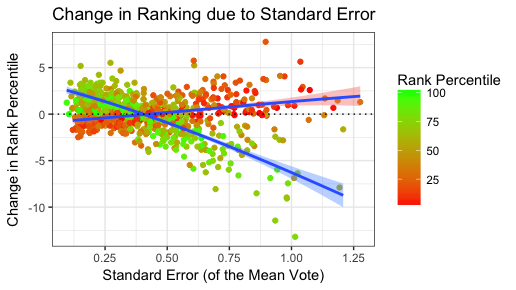 Change in Ranking due to Standard Error
Change in Rank Percentile
5
0
-5
-10
0.25 0.50 0.75 1.00 1.25
Standard Error (of the Mean Vote)
Rank Percentile
100
75
50
25